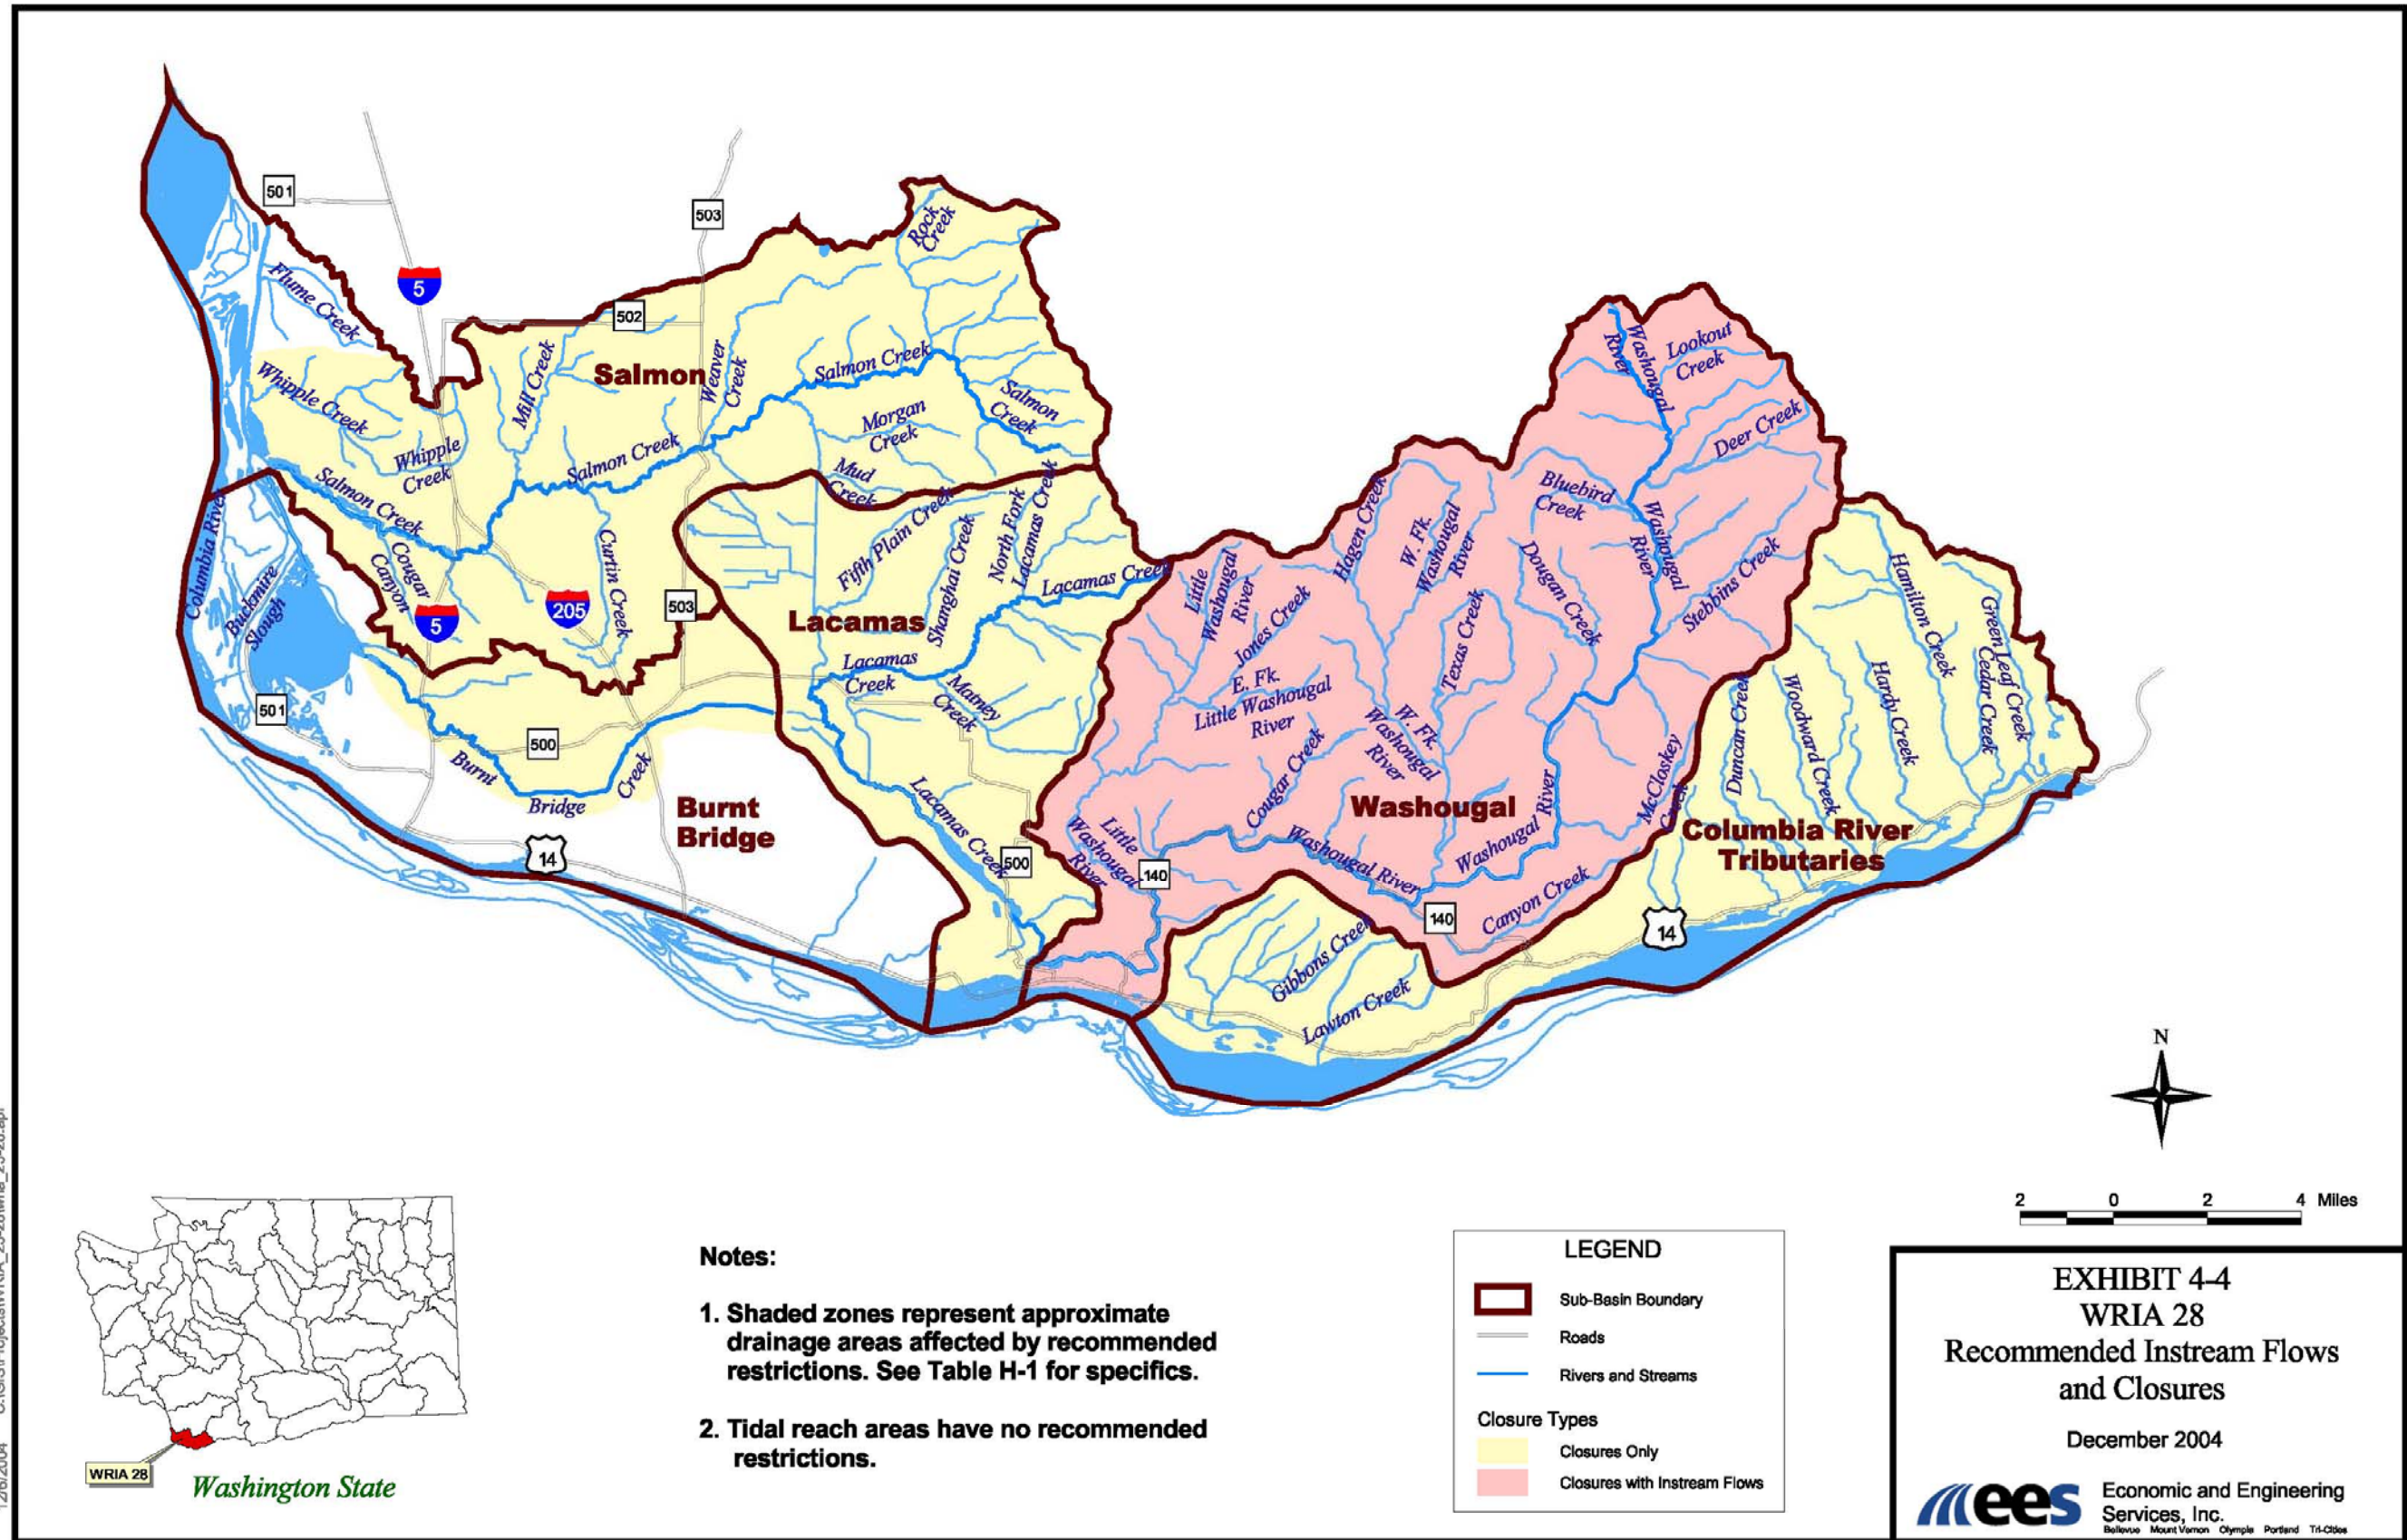 501
503
Rock
Creek
Flume Creek
5
502
Washougal
River
Lookout
Creek
Salmon
Mill Creek
Weaver
Creek
Salmon Creek
Whipple Creek
Salmon
Creek
Morgan
Creek
Deer Creek
Whipple
Creek
Salmon Creek
Mud
Creek
Salmon Creek
Bluebird
Creek
Hagen Creek
W. Fk.
Washougal
River
Washougal
River
Columbia River
Fifth Plain Creek
Shanghai Creek
North Fork
Lacamas Creek
Curtin Creek
Cougar
Canyon
Dougan Creek
Stebbins Creek
Hamilton Creek
Lacamas Creek
Little
Washougal
River
Buckmire
Slough
5
205
503
Jones Creek
Texas Creek
Green Leaf Creek
Cedar Creek
Lacamas
Lacamas
Creek
Matney
Creek
E. Fk.
Little Washougal
River
W. Fk.
Washougal
River
Duncan Creek
Woodward Creek
Hardy Creek
501
500
Burnt
Bridge
Creek
Cougar Creek
McCloskey
Creek
Burnt
Bridge
Lacamas Creek
Washougal
Washougal River
Columbia River
Tributaries
14
500
Little
Washougal
River
140
Washougal River
Canyon Creek
140
14
Gibbons Creek
Lawton Creek
N
2 0 2 4 Miles
WRIA 28
Washington State
Notes:
1. Shaded zones represent approximate
drainage areas affected by recommended
restrictions. See Table H-1 for specifics.
2. Tidal reach areas have no recommended
restrictions.
LEGEND
Sub-Basin Boundary
Roads
Rivers and Streams
Closure Types
Closures Only
Closures with Instream Flows
EXHIBIT 4-4
WRIA 28
Recommended Instream Flows
and Closures
December 2004
ees
Economic and Engineering
Services, Inc.
Bellevue Mount Vernon Olympia Portland Tri-Cities
12/6/2004